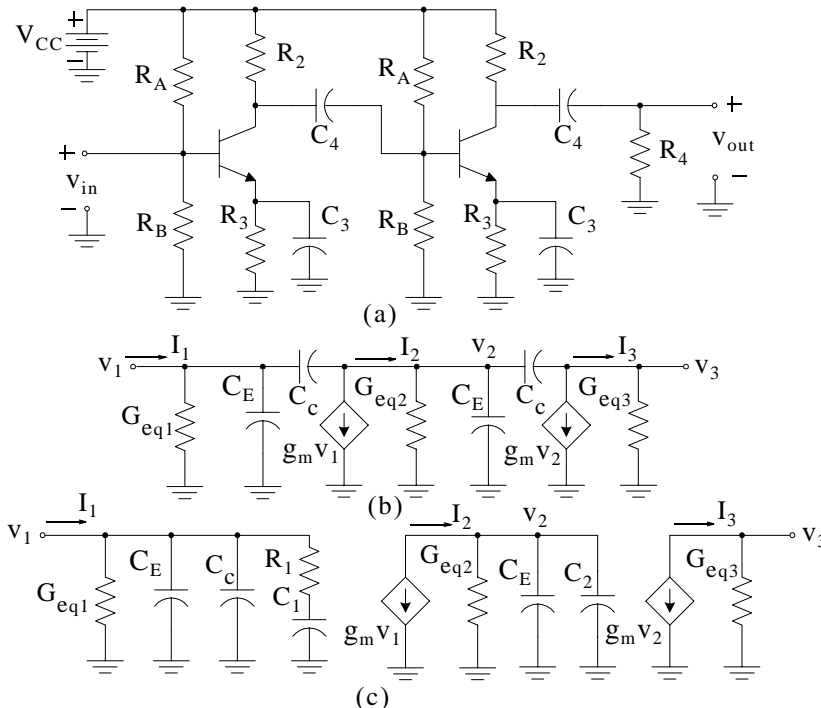 +
V_CC
−
R_A
R_2
R_A
R_2
C_4
C_4
+
v_in
−
R_B
R_3
C_3
R_B
R_3
C_3
R_4
+
v_out
−
(a)
v_1
I_1
C_E
C_c
G_eq1
g_m v_1
I_2
G_eq2
v_2
C_E
C_c
g_m v_2
I_3
G_eq3
v_3
(b)
v_1
I_1
G_eq1
C_E
C_c
R_1
C_1
g_m v_1
I_2
G_eq2
v_2
C_E
C_2
g_m v_2
I_3
G_eq3
v_3
(c)